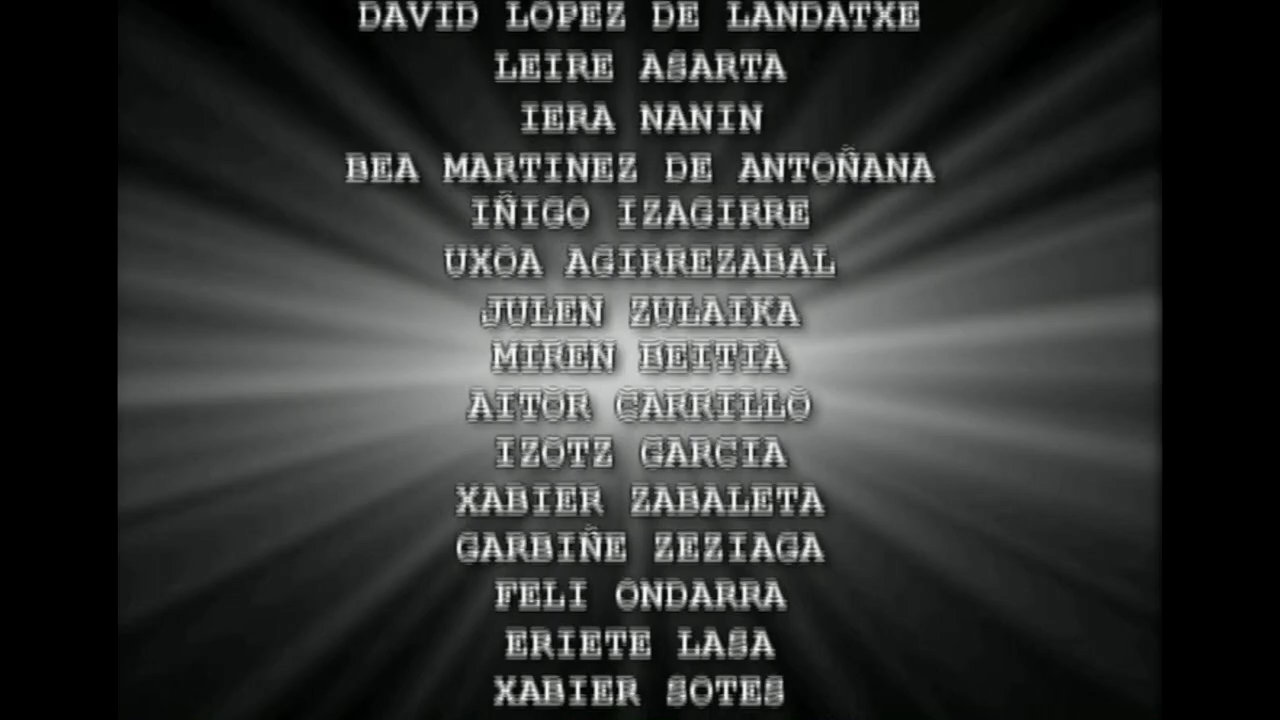 DAVID LOPEZ DE LANDATXE
LEIRE ASARTA
IERA NANIN
BEA MARTINEZ DE ANTOÑANA
IÑIGO IZAGIRRE
UXOA AGIRREZABAL
JULEN ZULAIKA
MIREN BEITIA
AITOR CARRILLO
IZOTZ GARCIA
XABIER ZABALETA
GARBIÑE ZEZIAGA
FELI ONDARRA
ERIETE LASA
XABIER SOTES